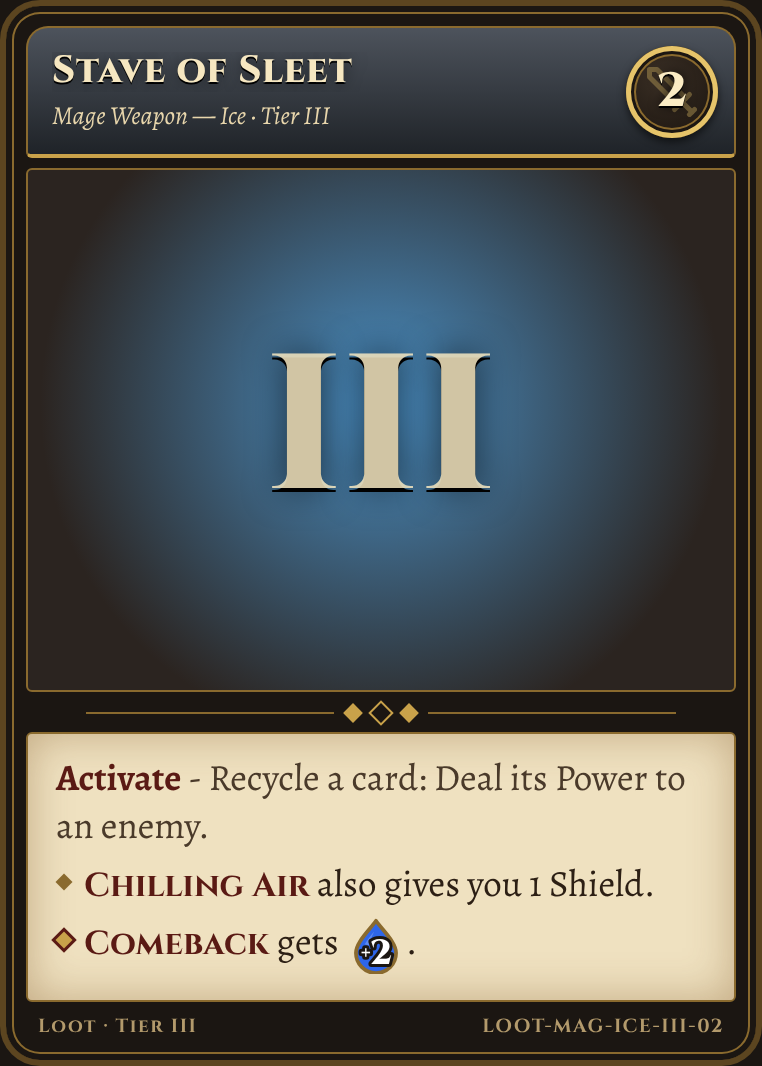 Stave of Sleet
Mage Weapon — Ice · Tier III
2
III
Activate - Recycle a card: Deal its Power to
an enemy.
Chilling Air also gives you 1 Shield.
Comeback gets +2 .
Loot · Tier III
LOOT-MAG-ICE-III-02